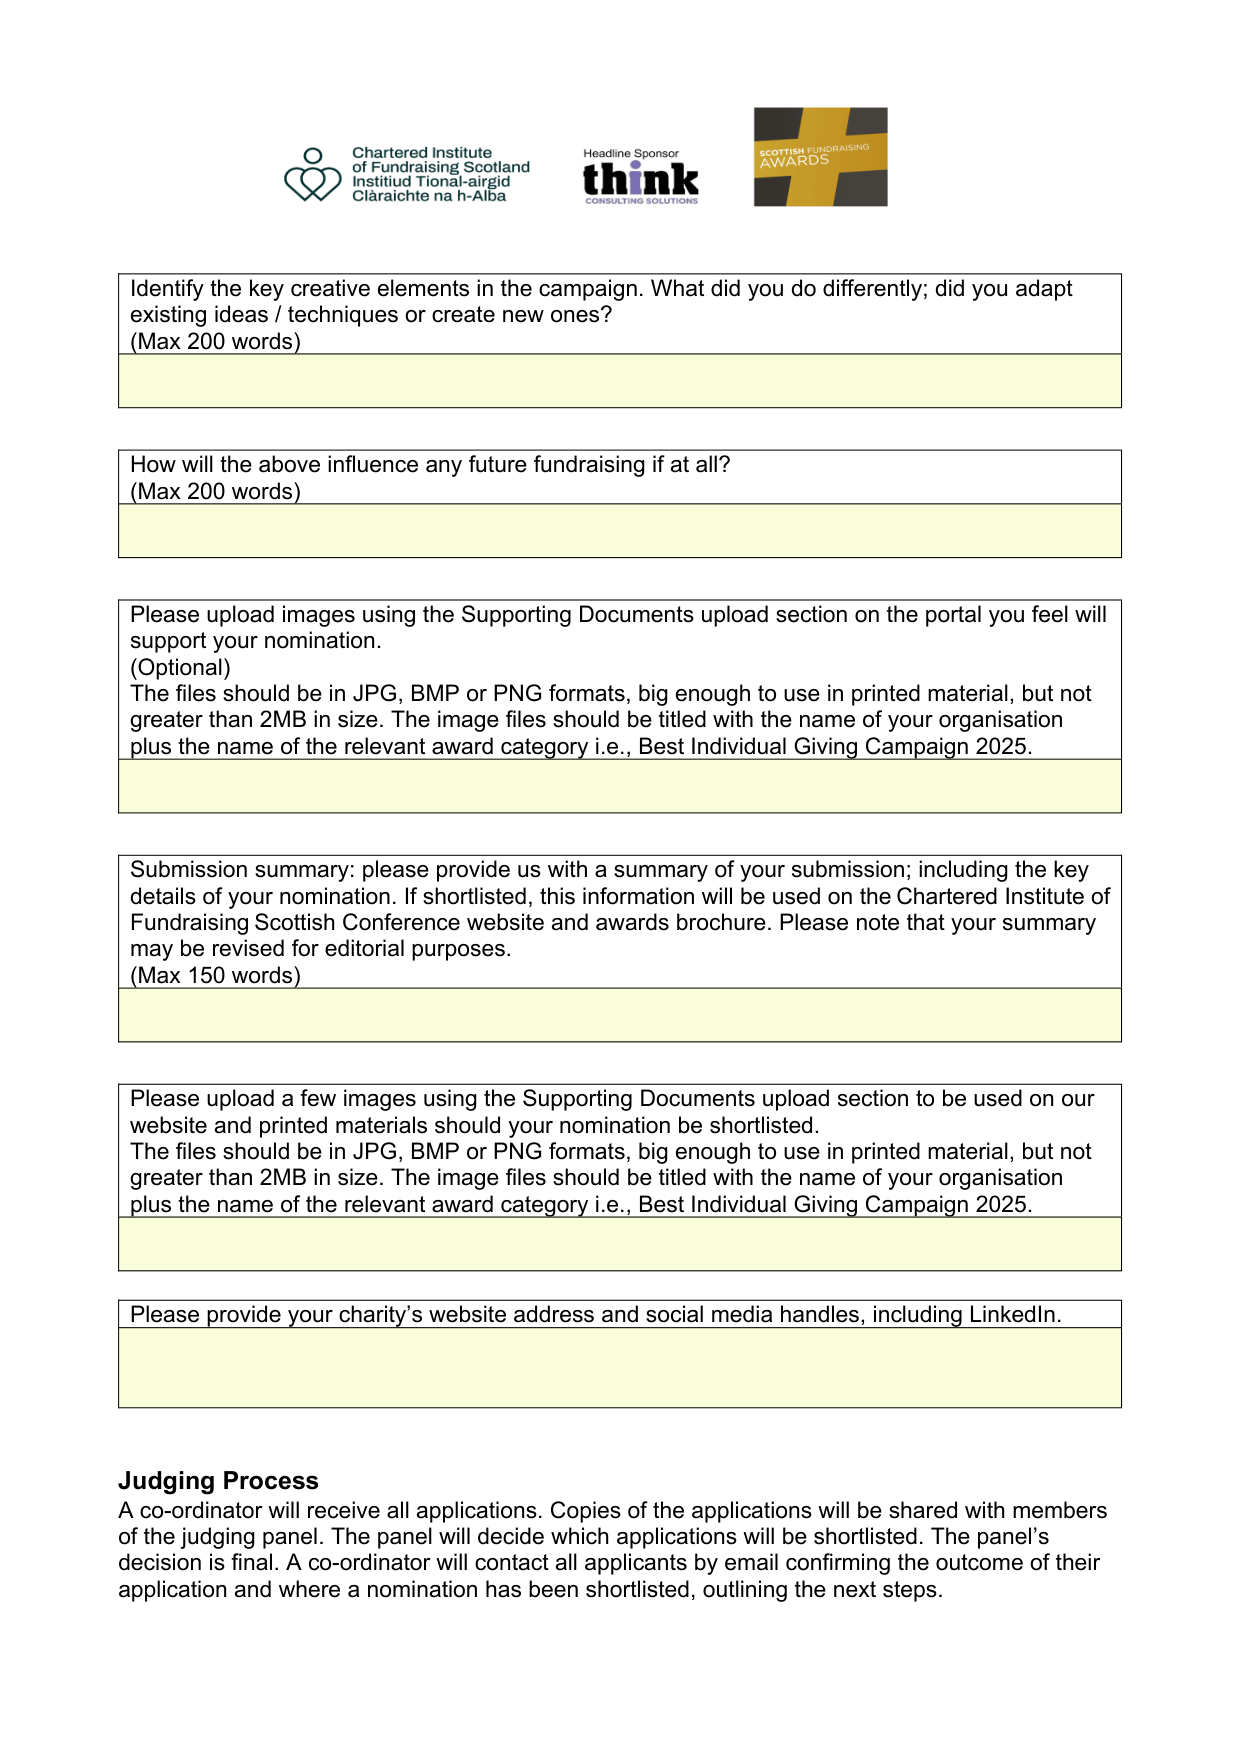 Chartered Institute
of Fundraising Scotland
Institiud Tional-airgid
Clàraichte na h-Alba
Headline Sponsor
think
CONSULTING SOLUTIONS
SCOTTISH FUNDRAISING
AWARDS
Identify the key creative elements in the campaign. What did you do differently; did you adapt
existing ideas / techniques or create new ones?
(Max 200 words)
How will the above influence any future fundraising if at all?
(Max 200 words)
Please upload images using the Supporting Documents upload section on the portal you feel will
support your nomination.
(Optional)
The files should be in JPG, BMP or PNG formats, big enough to use in printed material, but not
greater than 2MB in size. The image files should be titled with the name of your organisation
plus the name of the relevant award category i.e., Best Individual Giving Campaign 2025.
Submission summary: please provide us with a summary of your submission; including the key
details of your nomination. If shortlisted, this information will be used on the Chartered Institute of
Fundraising Scottish Conference website and awards brochure. Please note that your summary
may be revised for editorial purposes.
(Max 150 words)
Please upload a few images using the Supporting Documents upload section to be used on our
website and printed materials should your nomination be shortlisted.
The files should be in JPG, BMP or PNG formats, big enough to use in printed material, but not
greater than 2MB in size. The image files should be titled with the name of your organisation
plus the name of the relevant award category i.e., Best Individual Giving Campaign 2025.
Please provide your charity’s website address and social media handles, including LinkedIn.
Judging Process
A co-ordinator will receive all applications. Copies of the applications will be shared with members
of the judging panel. The panel will decide which applications will be shortlisted. The panel’s
decision is final. A co-ordinator will contact all applicants by email confirming the outcome of their
application and where a nomination has been shortlisted, outlining the next steps.